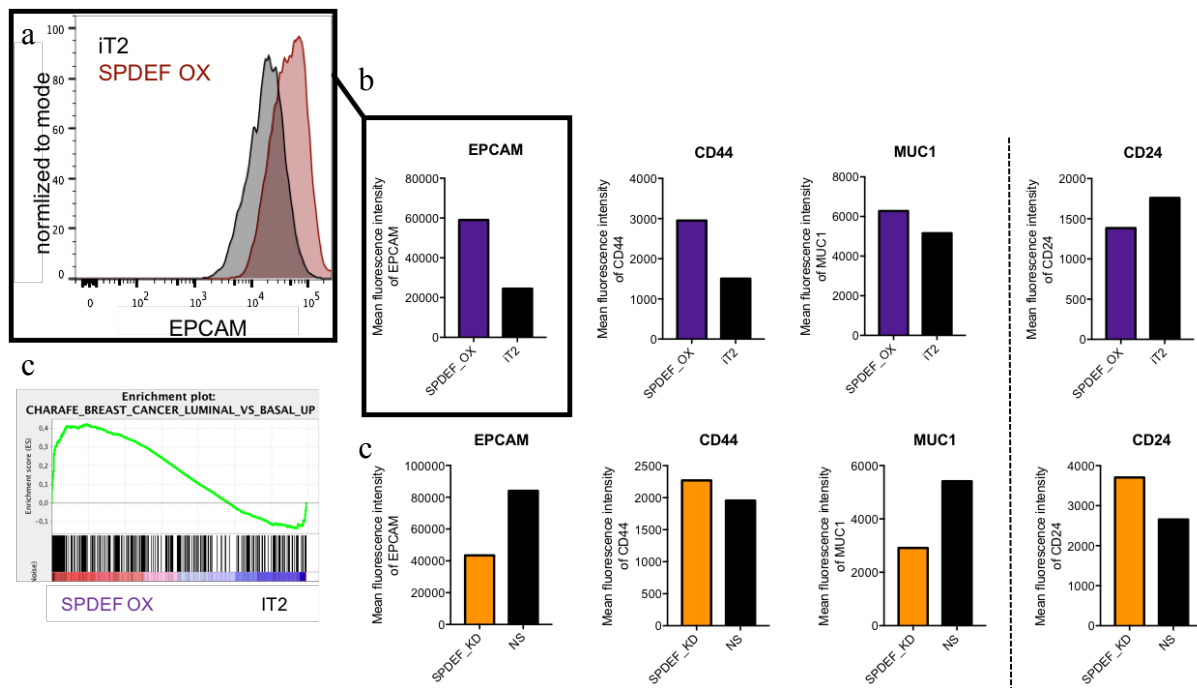 a
iT2
SPDEF OX
normlized to mode
100
80
60
40
20
0
0
10²
10³
10⁴
10⁵
EPCAM
b
EPCAM
Mean fluorescence intensity
of EPCAM
80000
60000
40000
20000
0
SPDEF_OX
iT2
CD44
Mean fluorescence intensity
of CD44
4000
3000
2000
1000
0
SPDEF_OX
iT2
MUC1
Mean fluorescence intensity
of MUC1
8000
6000
4000
2000
0
SPDEF_OX
iT2
CD24
Mean fluorescence intensity
of CD24
2000
1500
1000
500
0
SPDEF_OX
iT2
c
Enrichment plot:
CHARAFE_BREAST_CANCER_LUMINAL_VS_BASAL_UP
Enrichment score (ES)
0,4
0,3
0,2
0,1
0,0
-0,1
Noise)
SPDEF OX
IT2
c
EPCAM
Mean fluorescence intensity
of EPCAM
100000
80000
60000
40000
20000
0
SPDEF_KD
NS
CD44
Mean fluorescence intensity
of CD44
2500
2000
1500
1000
500
0
SPDEF_KD
NS
MUC1
Mean fluorescence intensity
of MUC1
6000
4000
2000
0
SPDEF_KD
NS
CD24
Mean fluorescence intensity
of CD24
4000
3000
2000
1000
0
SPDEF_KD
NS